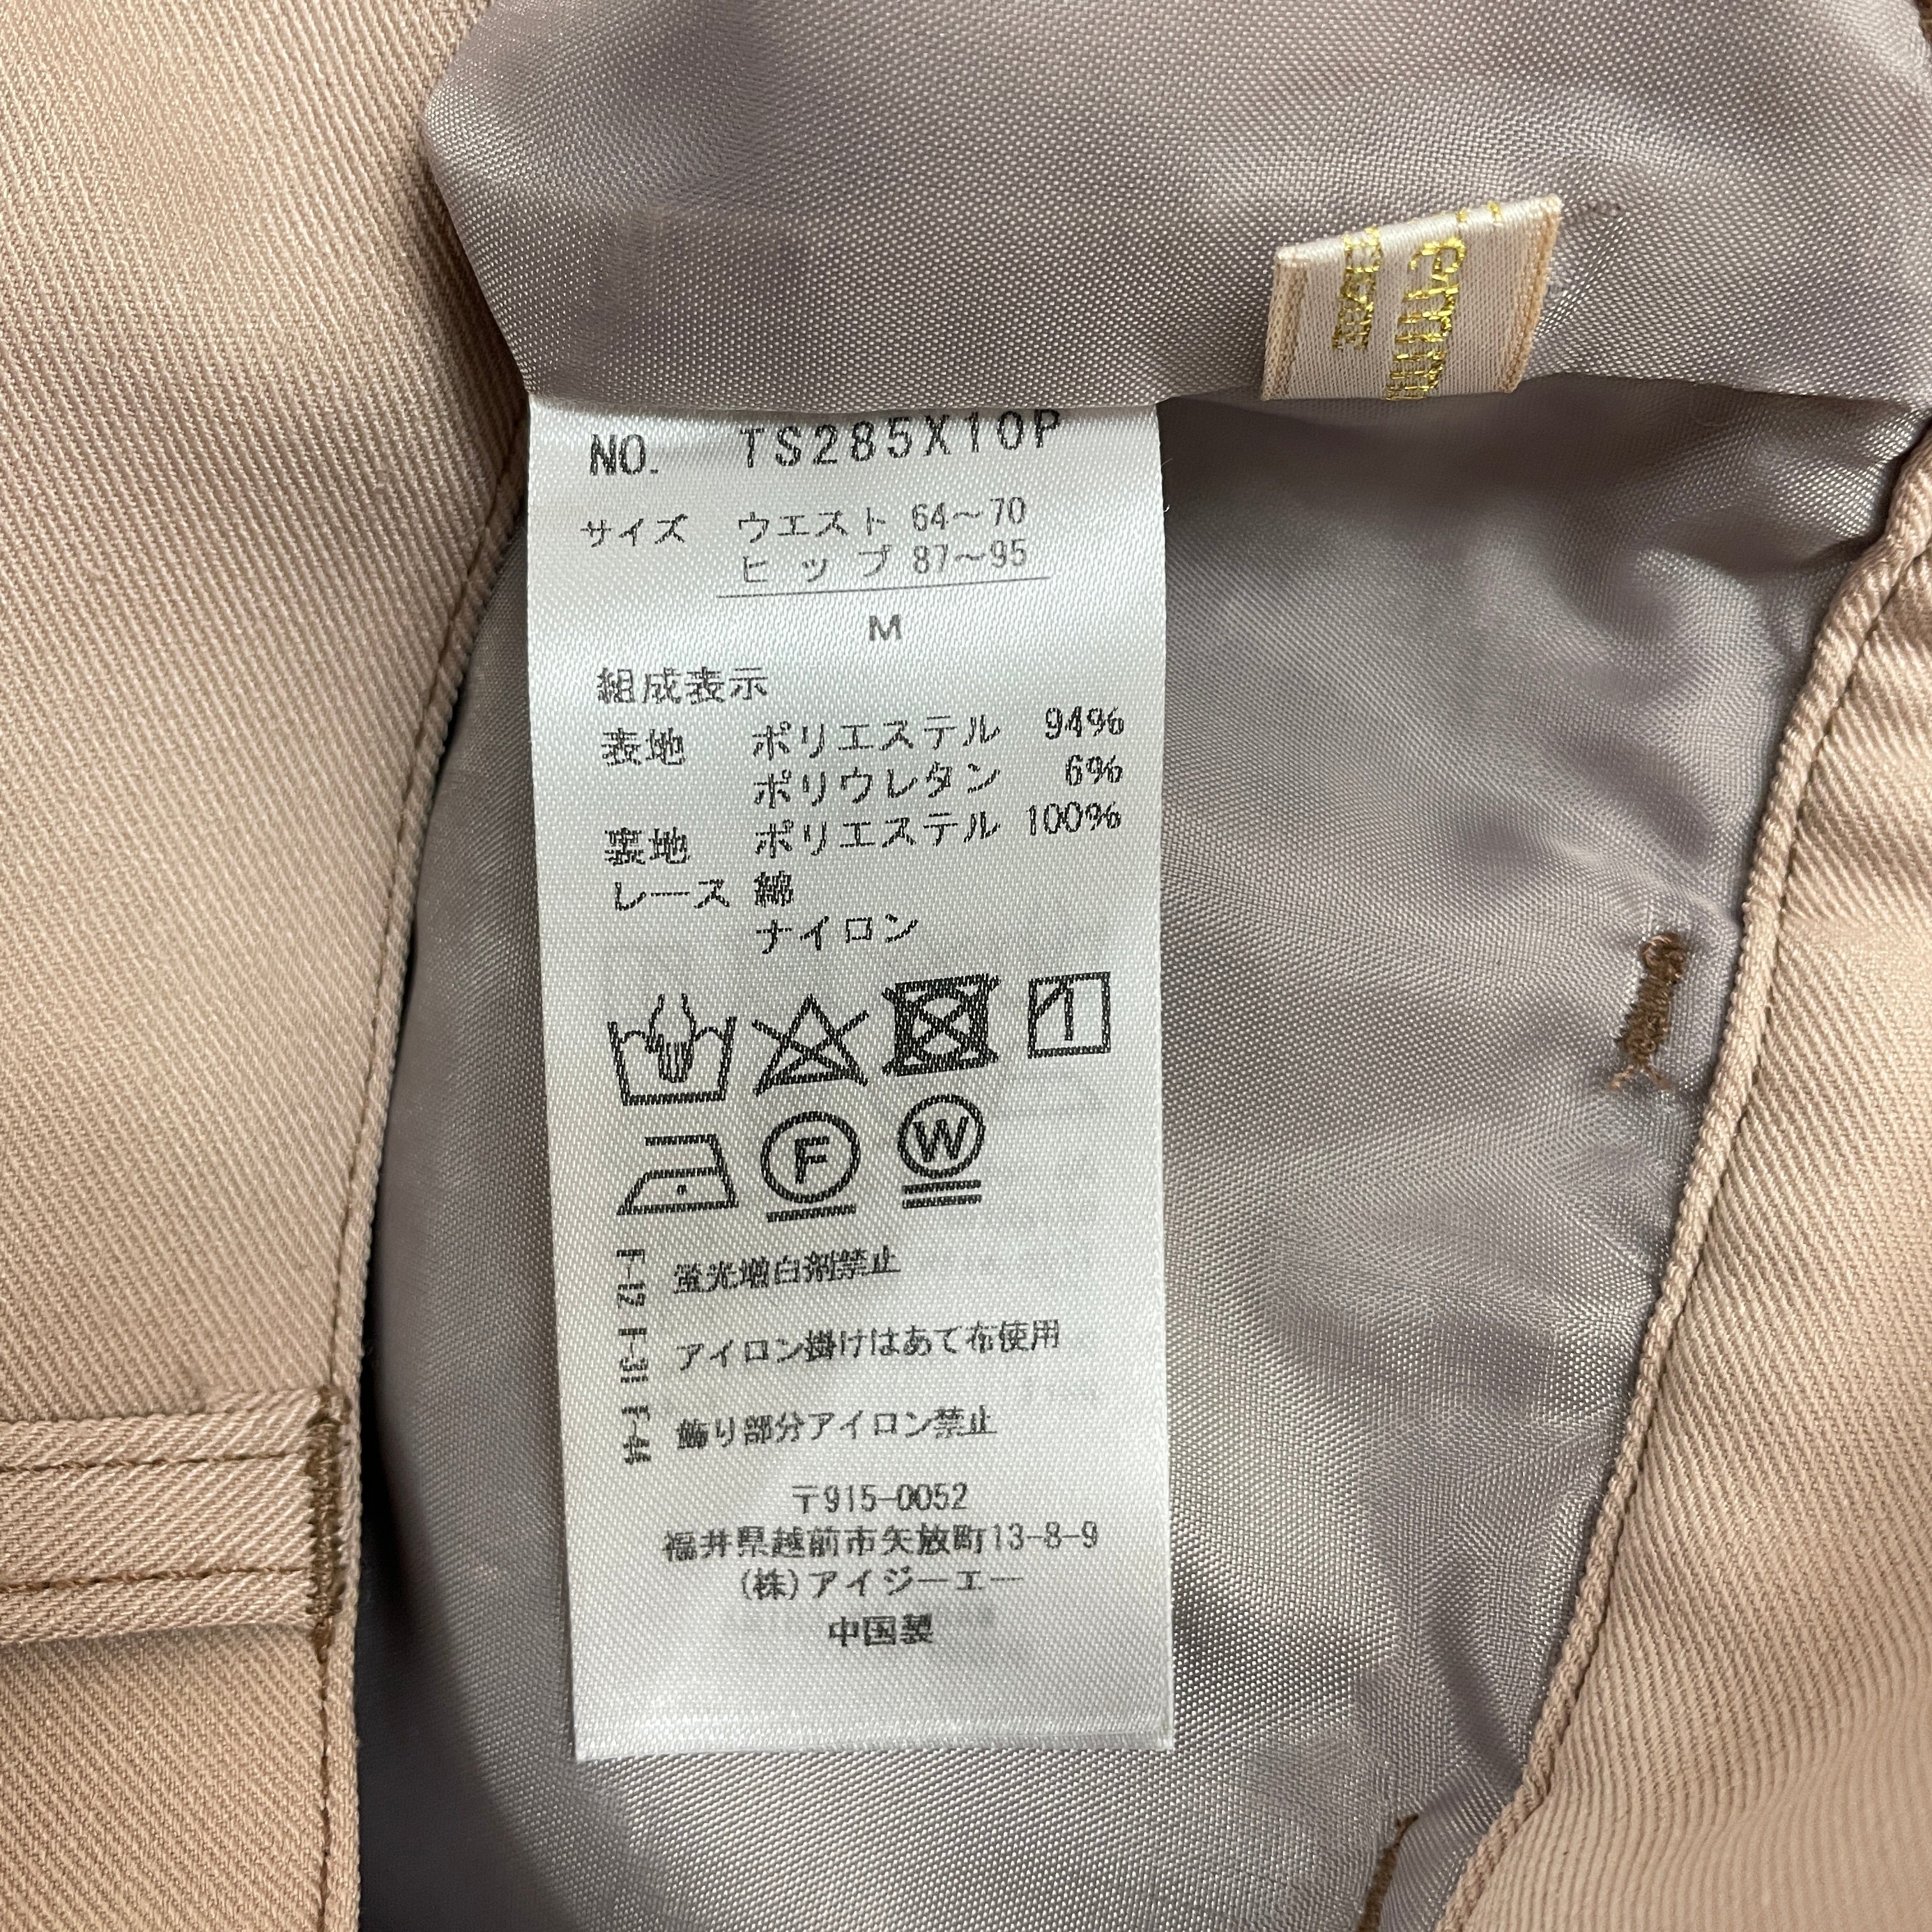 NO. TS285X10P
サイズ ウエスト 64～70
ヒップ 87～95
M
組成表示
表地 ポリエステル 94%
ポリウレタン 6%
裏地 ポリエステル 100%
レース 綿
ナイロン
F
W
F-12 蛍光増白剤禁止
F-31 アイロン掛けはあて布使用
F-44 飾り部分アイロン禁止
〒915-0052
福井県越前市矢放町13-8-9
(株)アイジーエー
中国製